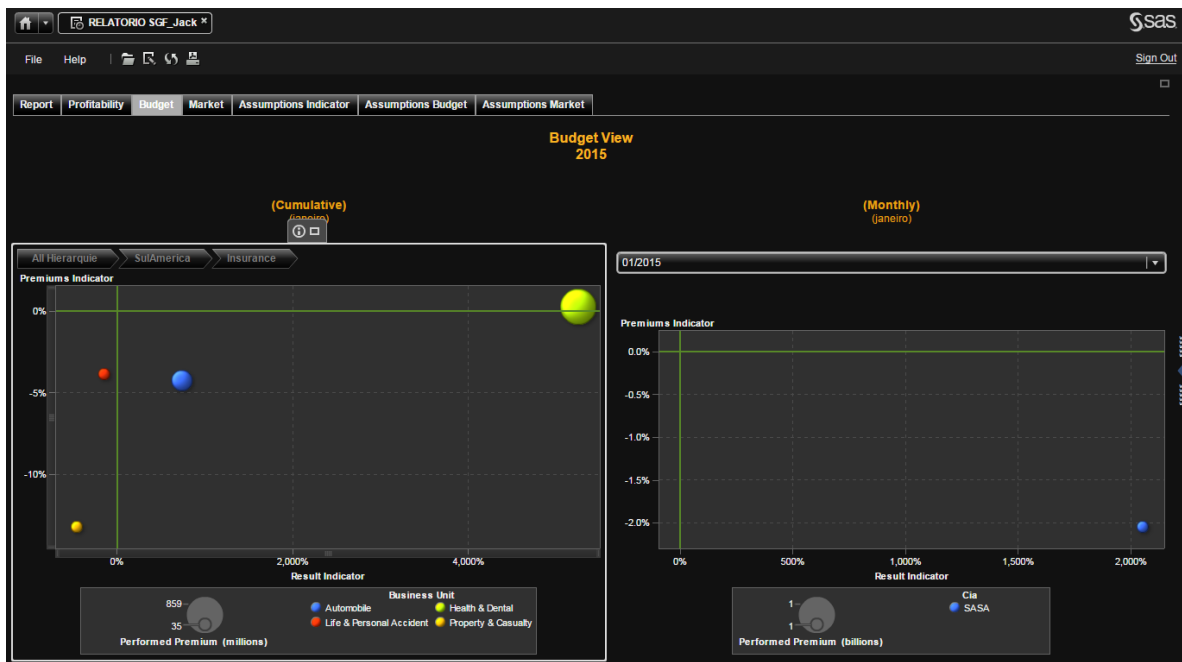 RELATORIO SGF_Jack ×
sas
File Help
Sign Out
Report Profitability Budget Market Assumptions Indicator Assumptions Budget Assumptions Market
Budget View
2015
(Cumulative)
(janeiro)
(Monthly)
(janeiro)
All Hierarquie SulAmerica Insurance
Premiums Indicator
0%
-5%
-10%
0% 2,000% 4,000%
Result Indicator
859
35
Performed Premium (millions)
Business Unit
Automobile Health & Dental
Life & Personal Accident Property & Casualty
01/2015
Premiums Indicator
0.0%
-0.5%
-1.0%
-1.5%
-2.0%
0% 500% 1,000% 1,500% 2,000%
Result Indicator
1
1
Performed Premium (billions)
Cia
SASA